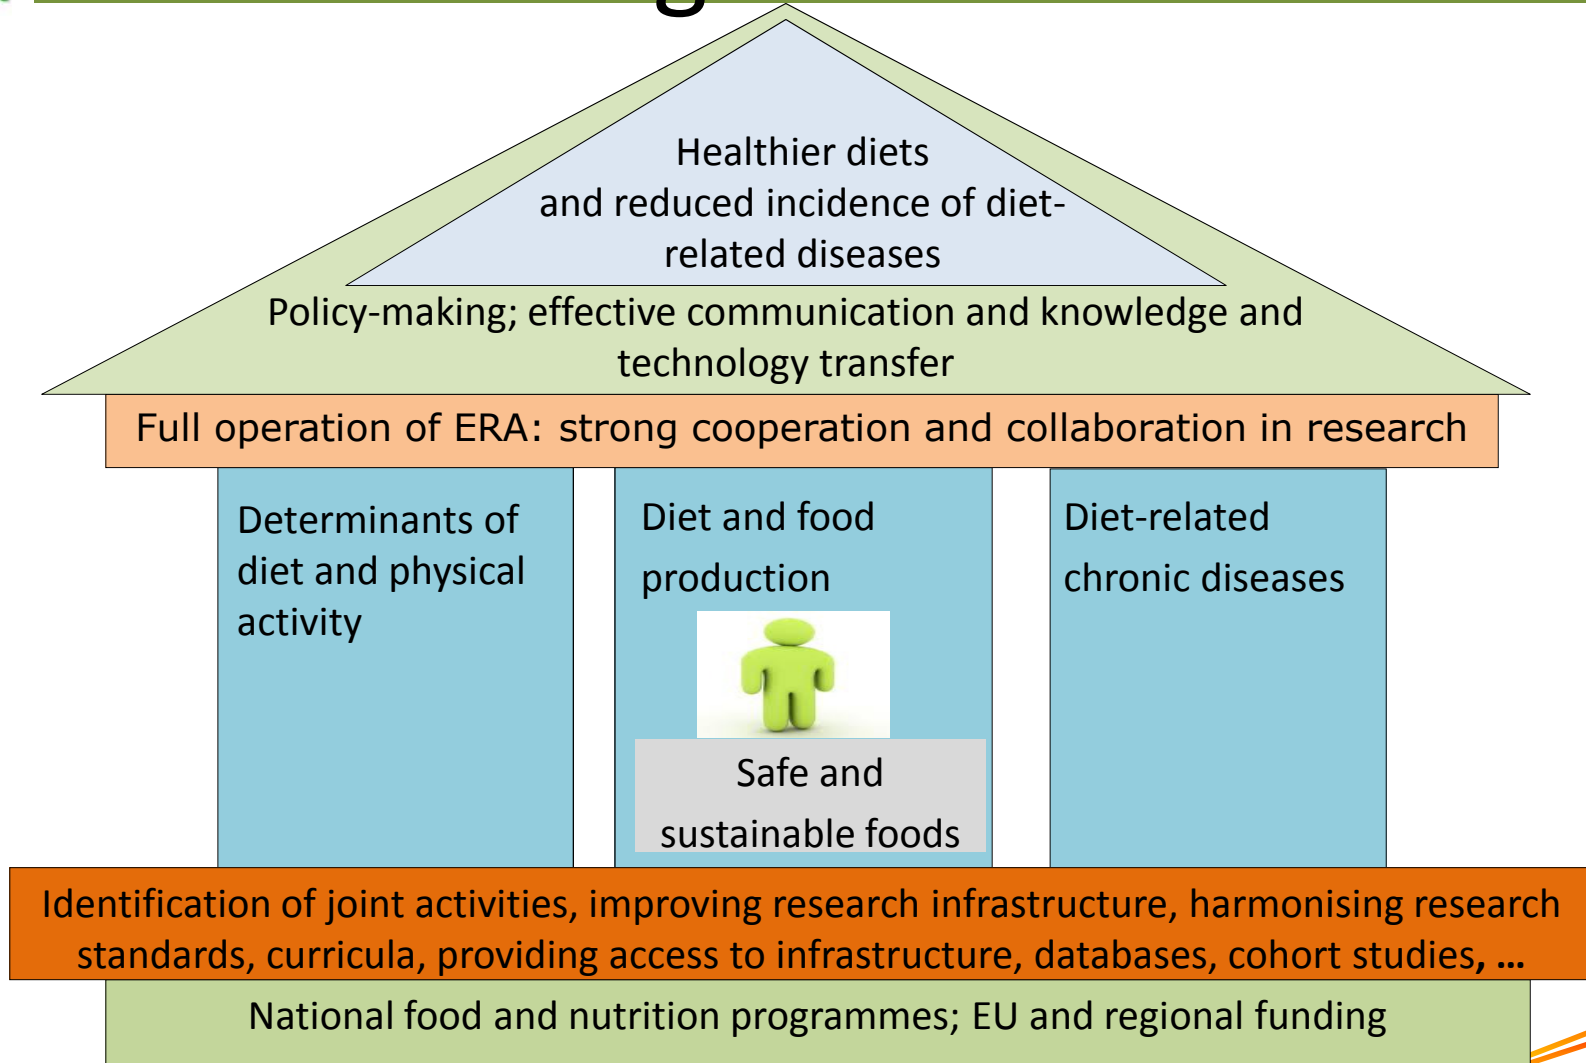 Healthier diets
and reduced incidence of diet-
related diseases
Policy-making; effective communication and knowledge and
technology transfer
Full operation of ERA: strong cooperation and collaboration in research
Determinants of
diet and physical
activity
Diet and food
production
Safe and
sustainable foods
Diet-related
chronic diseases
Identification of joint activities, improving research infrastructure, harmonising research
standards, curricula, providing access to infrastructure, databases, cohort studies, ...
National food and nutrition programmes; EU and regional funding